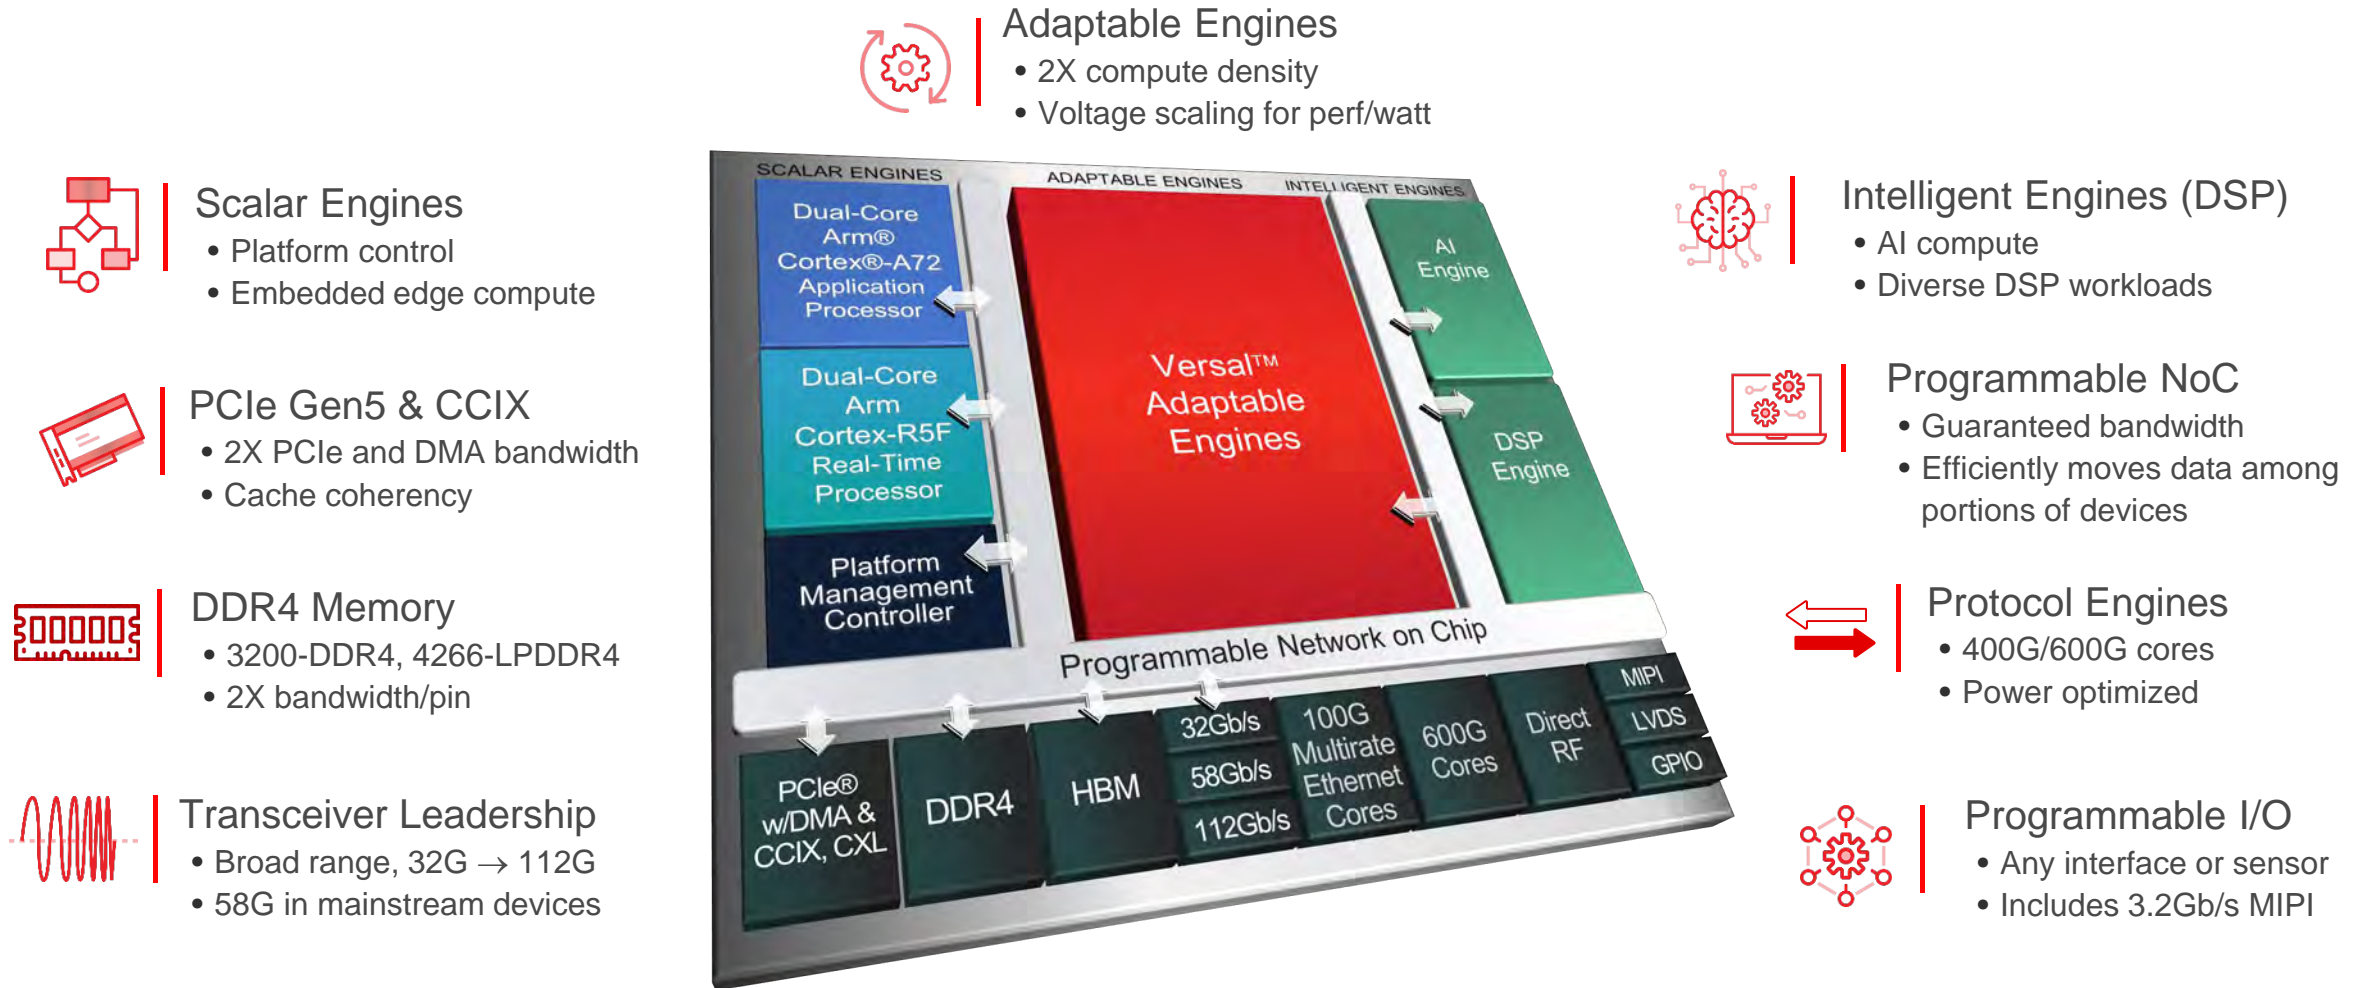 Adaptable Engines
• 2X compute density
• Voltage scaling for perf/watt
Scalar Engines
• Platform control
• Embedded edge compute
PCIe Gen5 & CCIX
• 2X PCIe and DMA bandwidth
• Cache coherency
DDR4 Memory
• 3200-DDR4, 4266-LPDDR4
• 2X bandwidth/pin
Transceiver Leadership
• Broad range, 32G → 112G
• 58G in mainstream devices
SCALAR ENGINES
ADAPTABLE ENGINES
INTELLIGENT ENGINES
Dual-Core
Arm®
Cortex®-A72
Application
Processor
Dual-Core
Arm
Cortex-R5F
Real-Time
Processor
Platform
Management
Controller
Versal™
Adaptable
Engines
AI
Engine
DSP
Engine
Programmable Network on Chip
PCIe®
w/DMA &
CCIX, CXL
DDR4
HBM
32Gb/s
58Gb/s
112Gb/s
100G
Multirate
Ethernet
Cores
600G
Cores
Direct
RF
MIPI
LVDS
GPIO
Intelligent Engines (DSP)
• AI compute
• Diverse DSP workloads
Programmable NoC
• Guaranteed bandwidth
• Efficiently moves data among
portions of devices
Protocol Engines
• 400G/600G cores
• Power optimized
Programmable I/O
• Any interface or sensor
• Includes 3.2Gb/s MIPI